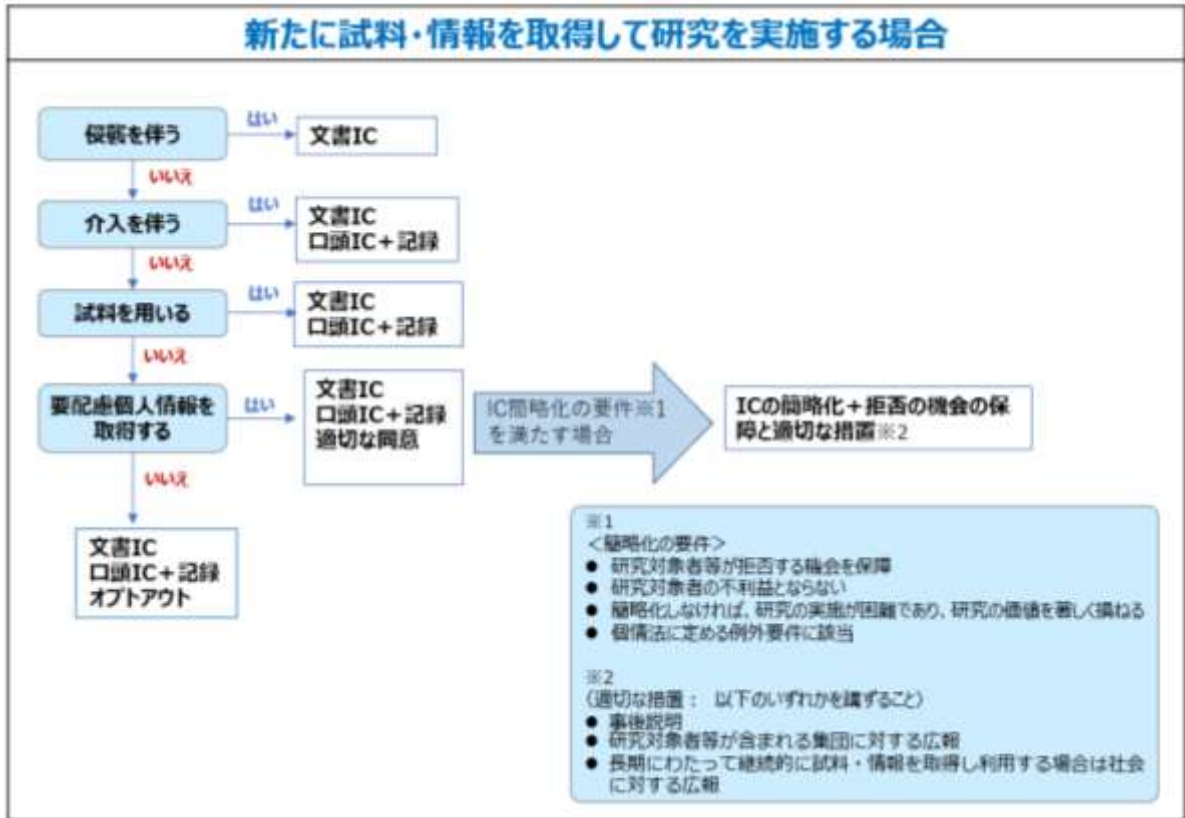 新たに試料・情報を取得して研究を実施する場合
侵襲を伴う
はい
文書IC
いいえ
介入を伴う
はい
文書IC
口頭IC+記録
いいえ
試料を用いる
はい
文書IC
口頭IC+記録
いいえ
要配慮個人情報を
取得する
はい
文書IC
口頭IC+記録
適切な同意
IC簡略化の要件※1
を満たす場合
ICの簡略化+拒否の機会の保
障と適切な措置※2
いいえ
文書IC
口頭IC+記録
オプトアウト
※1
<簡略化の要件>
● 研究対象者等が拒否する機会を保障
● 研究対象者の不利益とならない
● 簡略化しなければ、研究の実施が困難であり、研究の価値を著しく損ねる
● 個情法に定める例外要件に該当
※2
(適切な措置: 以下のいずれかを講ずること)
● 事後説明
● 研究対象者等が含まれる集団に対する広報
● 長期にわたって継続的に試料・情報を取得し利用する場合は社会
に対する広報